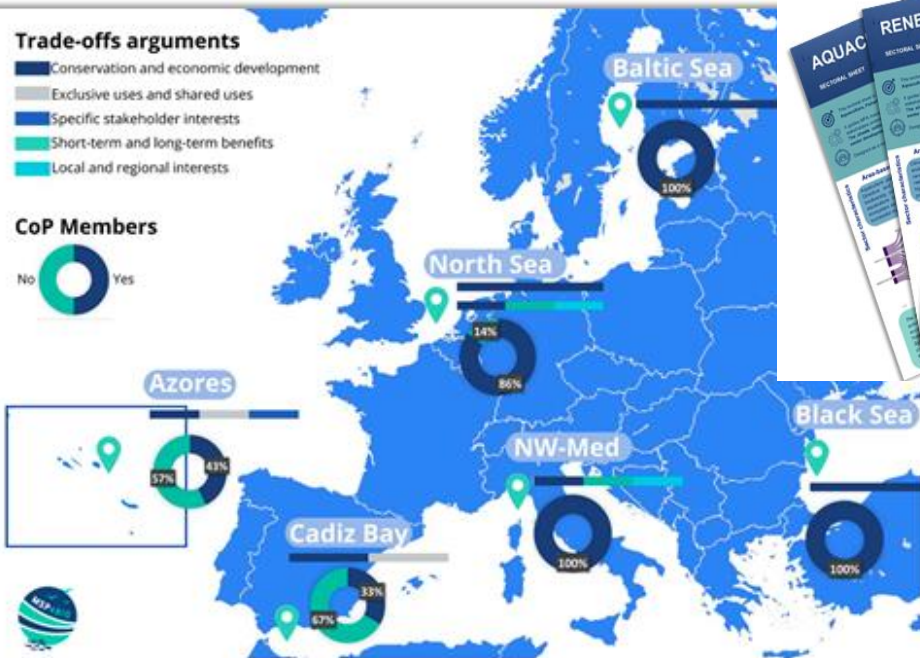 Trade-offs arguments
Conservation and economic development
Exclusive uses and shared uses
Specific stakeholder interests
Short-term and long-term benefits
Local and regional interests
CoP Members
No
Yes
Baltic Sea
100%
North Sea
14%
86%
Azores
57%
43%
NW-Med
100%
Cadiz Bay
33%
67%
Black Sea
100%
SECTORAL SHEET